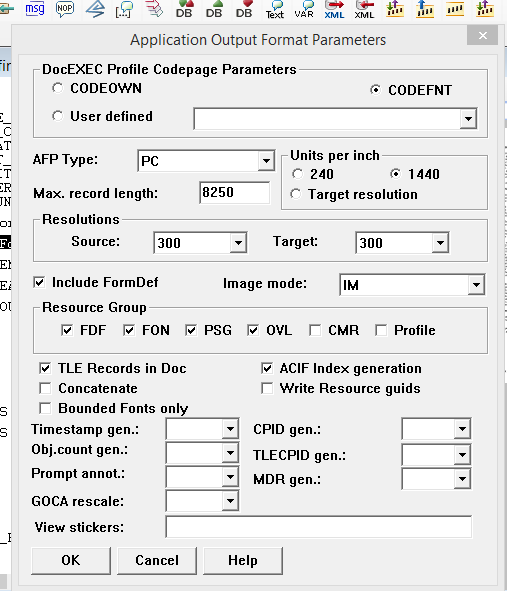 msg NOP DB DB DB Text VAR XML XML
Application Output Format Parameters
DocEXEC Profile Codepage Parameters
CODEOWN CODEFNT
User defined
AFP Type: PC
Units per inch
240 1440
Max. record length: 8250
Target resolution
Resolutions
Source: 300 Target: 300
Include FormDef Image mode: IM
Resource Group
FDF FON PSG OVL CMR Profile
TLE Records in Doc ACIF Index generation
Concatenate Write Resource guids
Bounded Fonts only
Timestamp gen.: CPID gen.:
Obj.count gen.: TLECPID gen.:
Prompt annot.: MDR gen.:
GOCA rescale:
View stickers:
OK Cancel Help